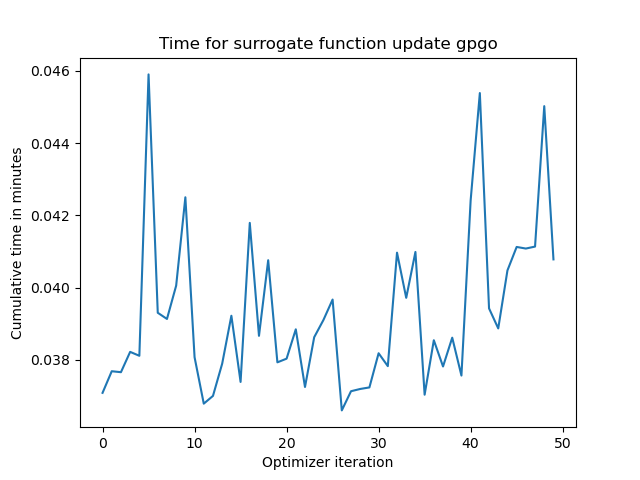 Time for surrogate function update gpgo
0.046
0.044
0.042
0.040
0.038
Cumulative time in minutes
0 10 20 30 40 50
Optimizer iteration